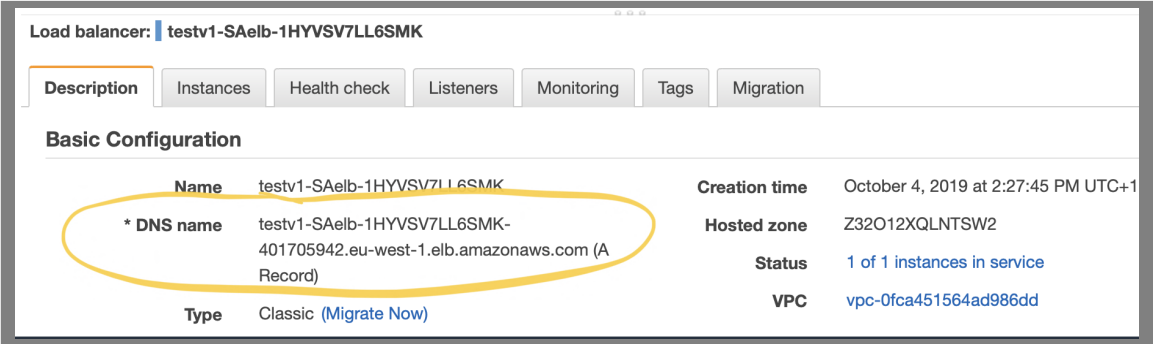 Load balancer: testv1-SAelb-1HYVSV7LL6SMK
Description Instances Health check Listeners Monitoring Tags Migration
Basic Configuration
Name testv1-SAelb-1HYVSV7LL6SMK
* DNS name testv1-SAelb-1HYVSV7LL6SMK-
401705942.eu-west-1.elb.amazonaws.com (A
Record)
Type Classic (Migrate Now)
Creation time October 4, 2019 at 2:27:45 PM UTC+1
Hosted zone Z32O12XQLNTSW2
Status 1 of 1 instances in service
VPC vpc-0fca451564ad986dd